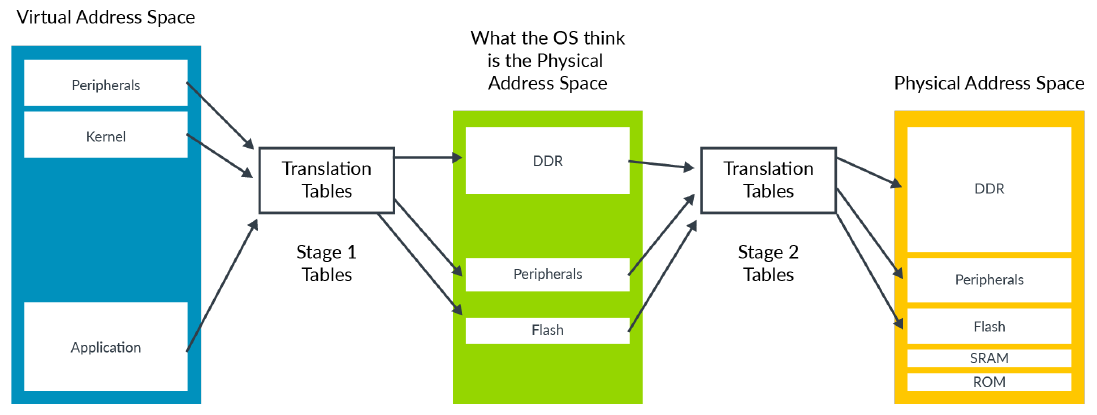 Virtual Address Space
Peripherals
Kernel
Application
Translation
Tables
Stage 1
Tables
What the OS think
is the Physical
Address Space
DDR
Peripherals
Flash
Translation
Tables
Stage 2
Tables
Physical Address Space
DDR
Peripherals
Flash
SRAM
ROM